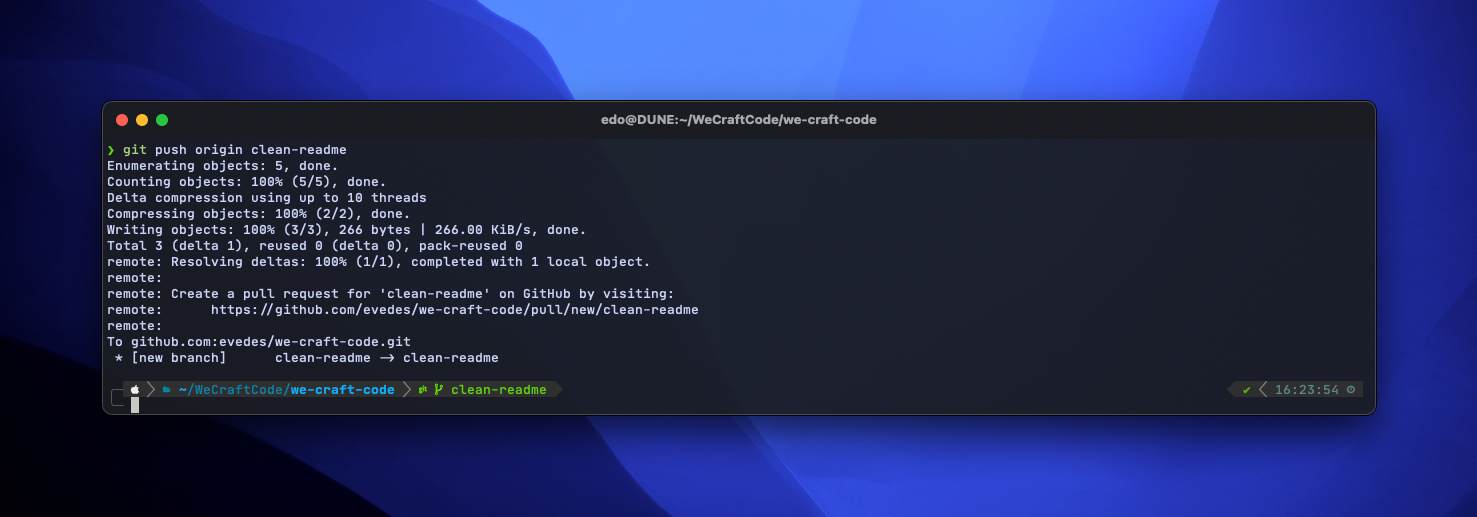 edo@DUNE:~/WeCraftCode/we-craft-code
❯ git push origin clean-readme
Enumerating objects: 5, done.
Counting objects: 100% (5/5), done.
Delta compression using up to 10 threads
Compressing objects: 100% (2/2), done.
Writing objects: 100% (3/3), 266 bytes | 266.00 KiB/s, done.
Total 3 (delta 1), reused 0 (delta 0), pack-reused 0
remote: Resolving deltas: 100% (1/1), completed with 1 local object.
remote:
remote: Create a pull request for 'clean-readme' on GitHub by visiting:
remote:      https://github.com/evedes/we-craft-code/pull/new/clean-readme
remote:
To github.com:evedes/we-craft-code.git
 * [new branch]      clean-readme -> clean-readme
~/WeCraftCode/we-craft-code clean-readme ✔ 16:23:54